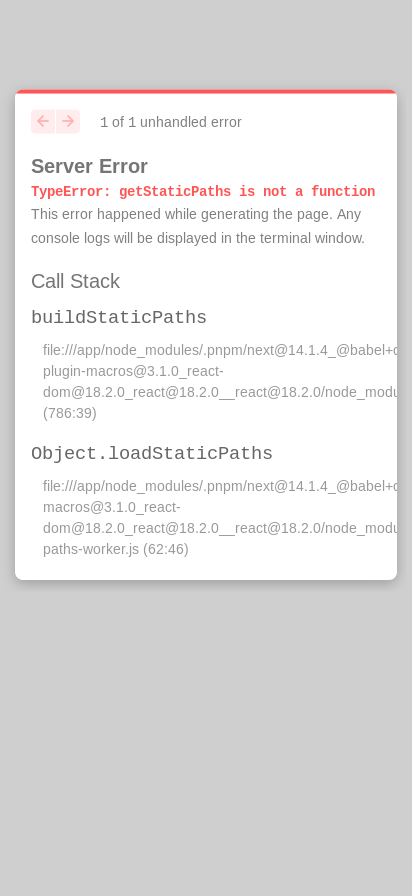 1 of 1 unhandled error
Server Error
TypeError: getStaticPaths is not a function
This error happened while generating the page. Any
console logs will be displayed in the terminal window.
Call Stack
buildStaticPaths
file:///app/node_modules/.pnpm/next@14.1.4_@babel+
plugin-macros@3.1.0_react-
dom@18.2.0_react@18.2.0__react@18.2.0/node_modu
(786:39)
Object.loadStaticPaths
file:///app/node_modules/.pnpm/next@14.1.4_@babel+
macros@3.1.0_react-
dom@18.2.0_react@18.2.0__react@18.2.0/node_modu
paths-worker.js (62:46)